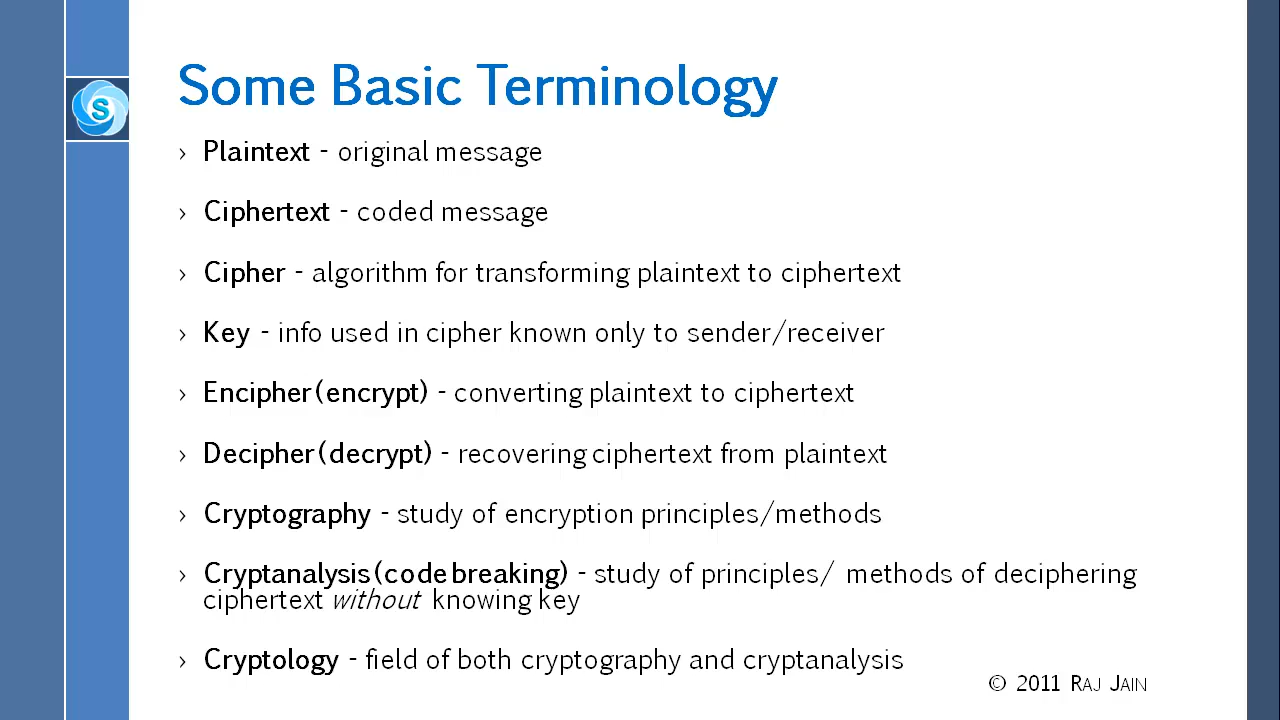 S
Some Basic Terminology
› Plaintext - original message
› Ciphertext - coded message
› Cipher - algorithm for transforming plaintext to ciphertext
› Key - info used in cipher known only to sender/receiver
› Encipher (encrypt) - converting plaintext to ciphertext
› Decipher (decrypt) - recovering ciphertext from plaintext
› Cryptography - study of encryption principles/methods
› Cryptanalysis (code breaking) - study of principles/ methods of deciphering
ciphertext without knowing key
› Cryptology - field of both cryptography and cryptanalysis
© 2011 RAJ JAIN